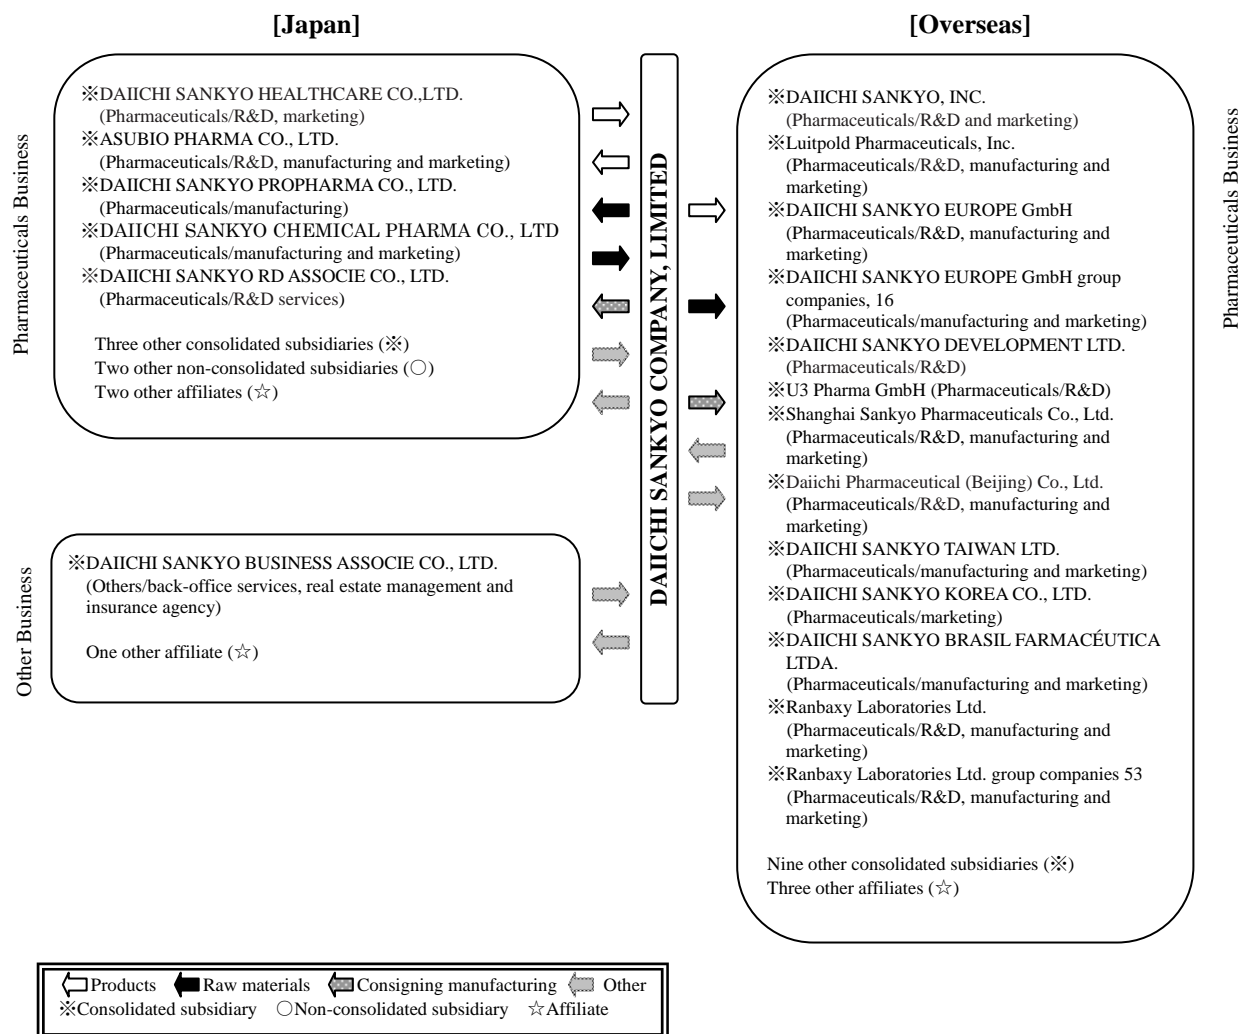 [Japan]
[Overseas]
Pharmaceuticals Business
※DAIICHI SANKYO HEALTHCARE CO.,LTD.
(Pharmaceuticals/R&D, marketing)
※ASUBIO PHARMA CO., LTD.
(Pharmaceuticals/R&D, manufacturing and marketing)
※DAIICHI SANKYO PROPHARMA CO., LTD.
(Pharmaceuticals/manufacturing)
※DAIICHI SANKYO CHEMICAL PHARMA CO., LTD
(Pharmaceuticals/manufacturing and marketing)
※DAIICHI SANKYO RD ASSOCIE CO., LTD.
(Pharmaceuticals/R&D services)
Three other consolidated subsidiaries (※)
Two other non-consolidated subsidiaries (○)
Two other affiliates (☆)
Other Business
※DAIICHI SANKYO BUSINESS ASSOCIE CO., LTD.
(Others/back-office services, real estate management and
insurance agency)
One other affiliate (☆)
DAIICHI SANKYO COMPANY, LIMITED
※DAIICHI SANKYO, INC.
(Pharmaceuticals/R&D and marketing)
※Luitpold Pharmaceuticals, Inc.
(Pharmaceuticals/R&D, manufacturing and
marketing)
※DAIICHI SANKYO EUROPE GmbH
(Pharmaceuticals/R&D, manufacturing and
marketing)
※DAIICHI SANKYO EUROPE GmbH group
companies, 16
(Pharmaceuticals/manufacturing and marketing)
※DAIICHI SANKYO DEVELOPMENT LTD.
(Pharmaceuticals/R&D)
※U3 Pharma GmbH (Pharmaceuticals/R&D)
※Shanghai Sankyo Pharmaceuticals Co., Ltd.
(Pharmaceuticals/R&D, manufacturing and
marketing)
※Daiichi Pharmaceutical (Beijing) Co., Ltd.
(Pharmaceuticals/R&D, manufacturing and
marketing)
※DAIICHI SANKYO TAIWAN LTD.
(Pharmaceuticals/manufacturing and marketing)
※DAIICHI SANKYO KOREA CO., LTD.
(Pharmaceuticals/marketing)
※DAIICHI SANKYO BRASIL FARMACÉUTICA
LTDA.
(Pharmaceuticals/manufacturing and marketing)
※Ranbaxy Laboratories Ltd.
(Pharmaceuticals/R&D, manufacturing and
marketing)
※Ranbaxy Laboratories Ltd. group companies 53
(Pharmaceuticals/R&D, manufacturing and
marketing)
Nine other consolidated subsidiaries (※)
Three other affiliates (☆)
Pharmaceuticals Business
Products Raw materials Consigning manufacturing Other
※Consolidated subsidiary ○Non-consolidated subsidiary ☆Affiliate